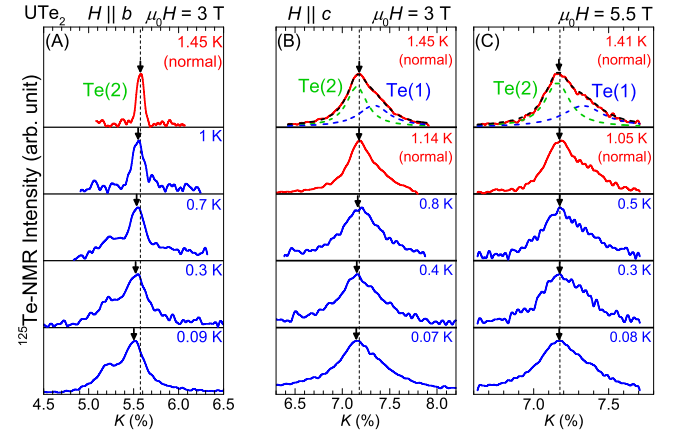 UTe₂ H || b μ₀H = 3 T H || c μ₀H = 3 T μ₀H = 5.5 T
(A) 1.45 K (B) 1.45 K (C) 1.41 K
(normal) (normal) (normal)
Te(2) Te(2) Te(1) Te(2) Te(1)
1 K 1.14 K 1.05 K
(normal) (normal)
0.7 K 0.8 K 0.5 K
0.3 K 0.4 K 0.3 K
0.09 K 0.07 K 0.08 K
¹²⁵Te-NMR Intensity (arb. unit)
4.5 5.0 5.5 6.0 6.5 6.5 7.0 7.5 8.0 7.0 7.5
K (%) K (%) K (%)